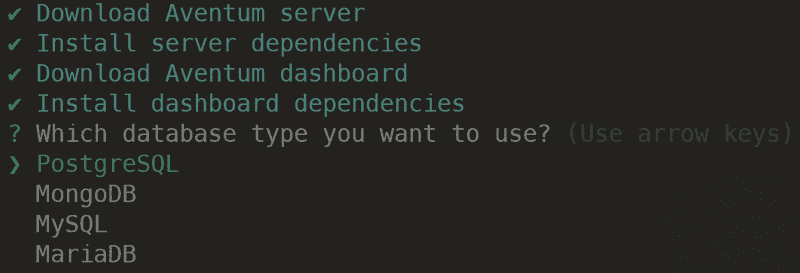 ✔ Download Aventum server
✔ Install server dependencies
✔ Download Aventum dashboard
✔ Install dashboard dependencies
? Which database type you want to use? (Use arrow keys)
❯ PostgreSQL
MongoDB
MySQL
MariaDB